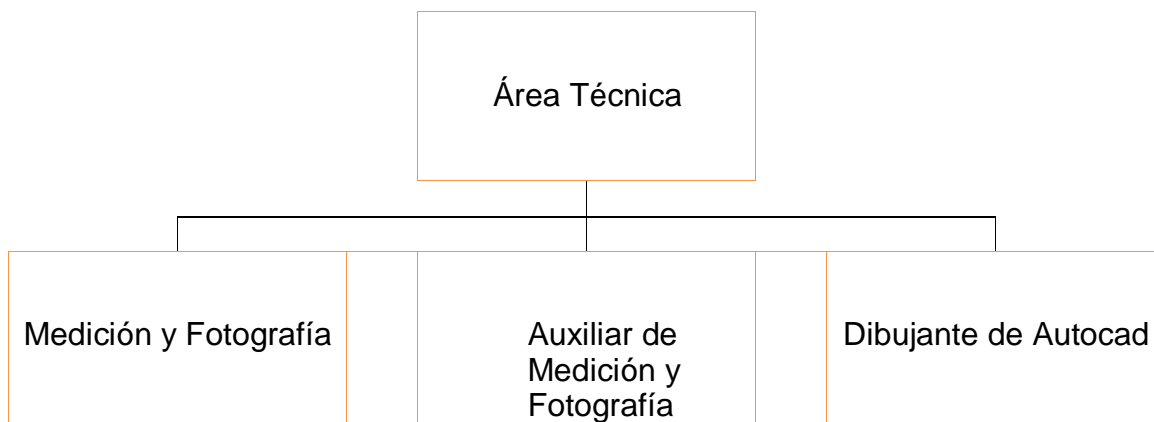 Área Técnica
Medición y Fotografía
Auxiliar de
Medición y
Fotografía
Dibujante de Autocad